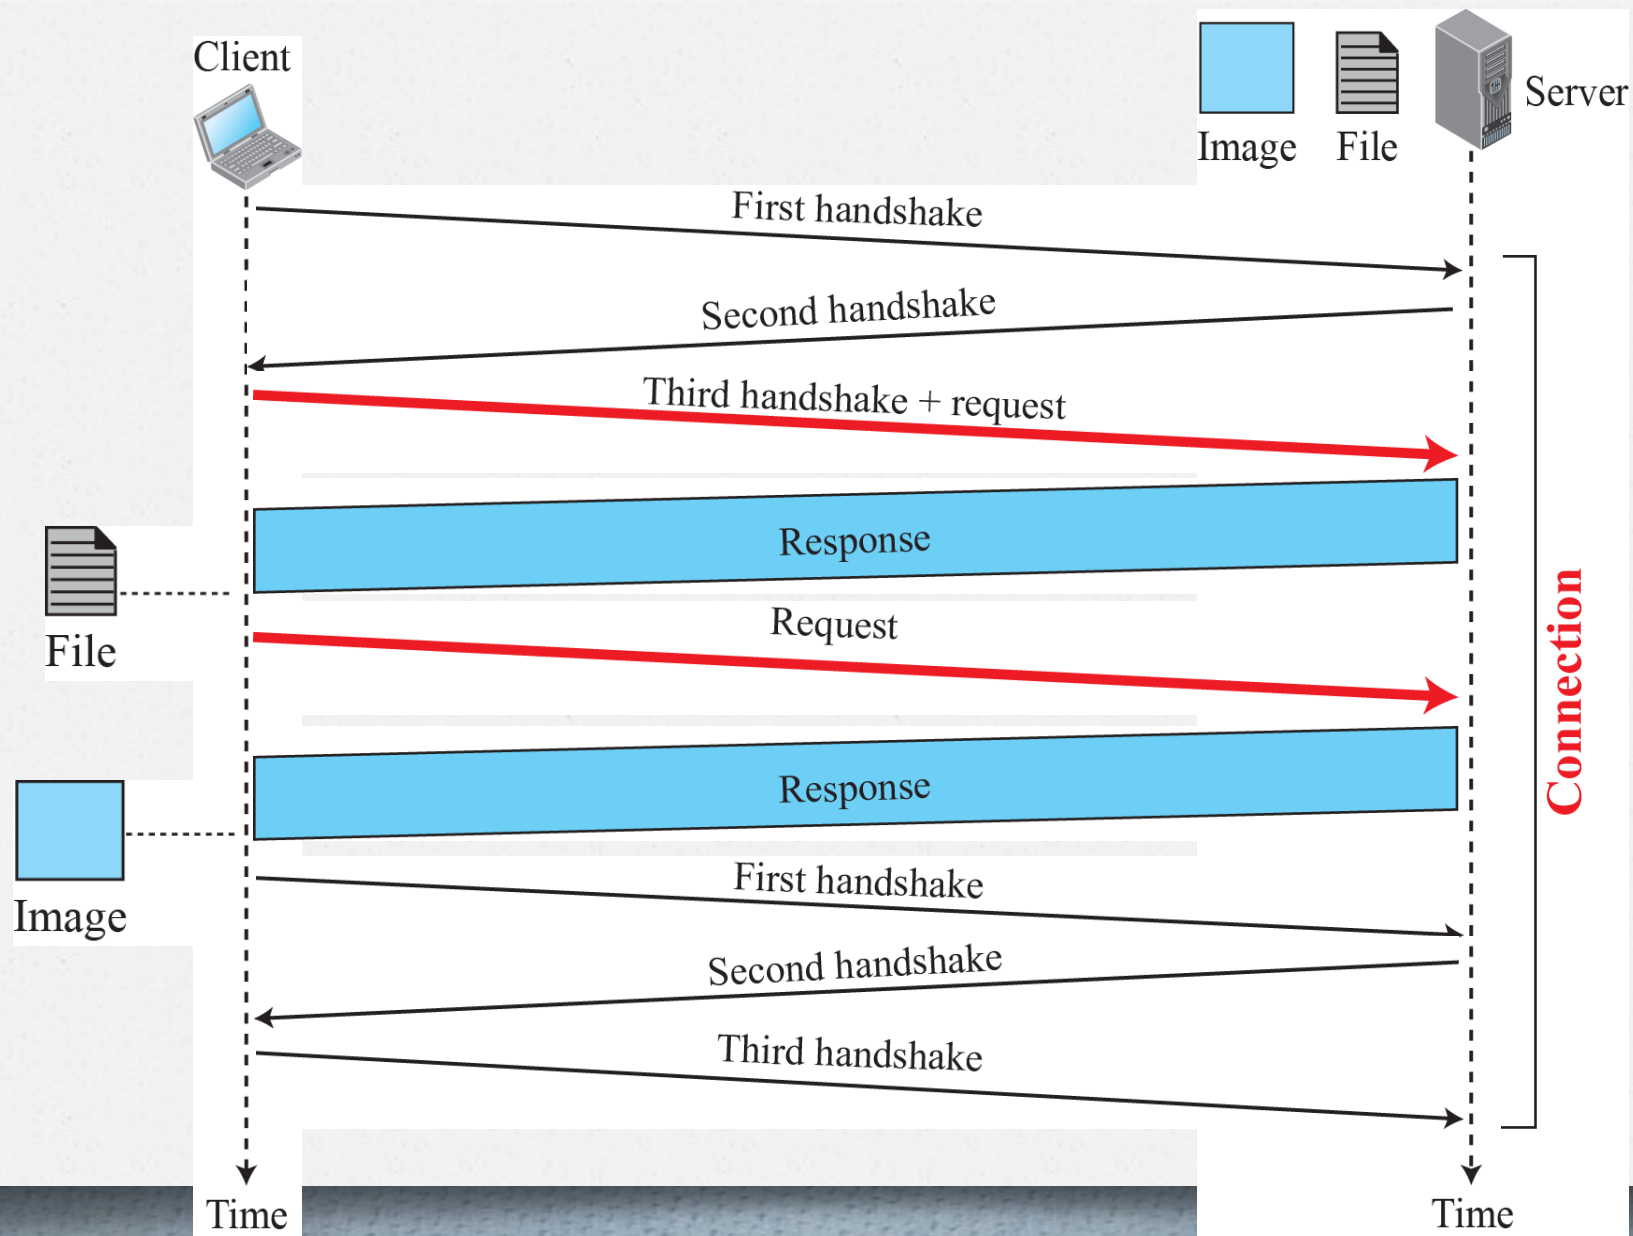 Client
Server
Image
File
First handshake
Second handshake
Third handshake + request
Response
File
Request
Connection
Response
Image
First handshake
Second handshake
Third handshake
Time
Time